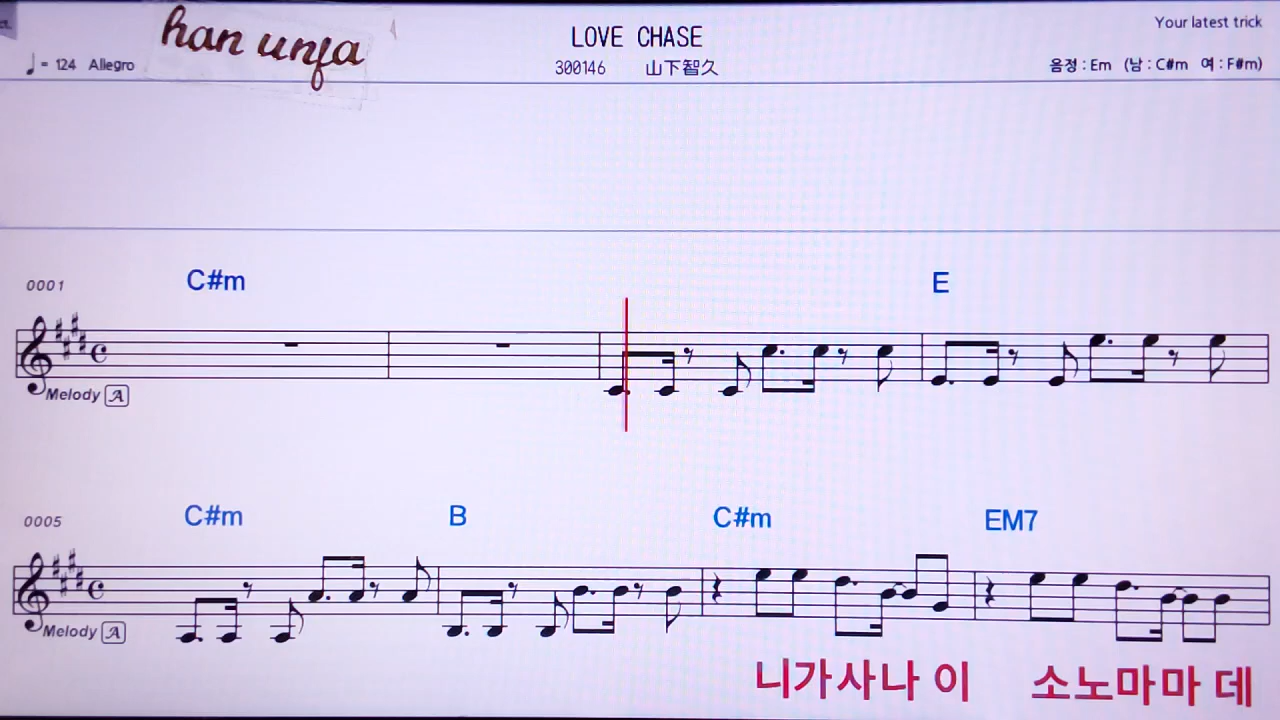 han unja
LOVE CHASE
Your latest trick
♩= 124 Allegro
300146 山下智久
음정 : Em (남 : C#m 여 : F#m)
0001 C#m E
Melody A
0005 C#m B C#m EM7
Melody A
니가사나 이 소노마마 데